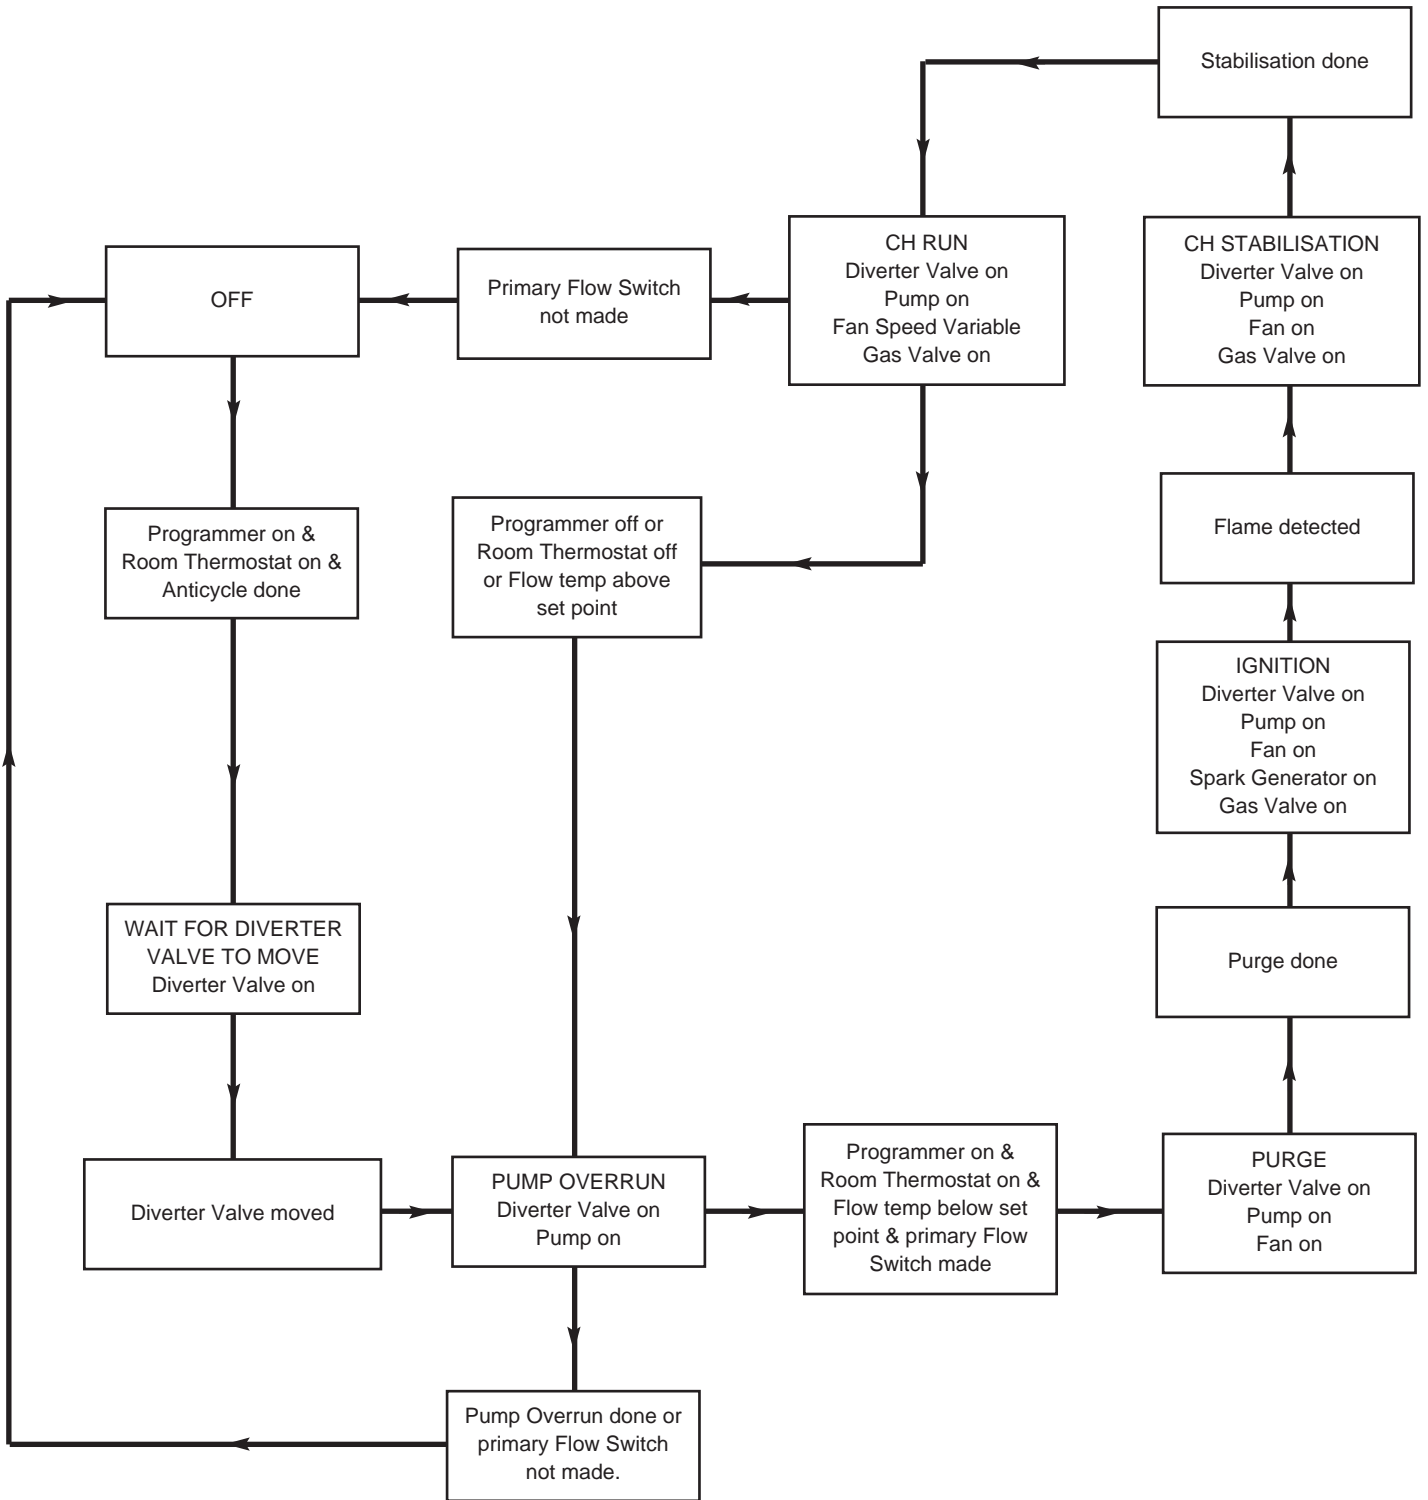 Stabilisation done
CH RUN
Diverter Valve on
Pump on
Fan Speed Variable
Gas Valve on
CH STABILISATION
Diverter Valve on
Pump on
Fan on
Gas Valve on
OFF
Primary Flow Switch
not made
Programmer on &
Room Thermostat on &
Anticycle done
Programmer off or
Room Thermostat off
or Flow temp above
set point
Flame detected
IGNITION
Diverter Valve on
Pump on
Fan on
Spark Generator on
Gas Valve on
WAIT FOR DIVERTER
VALVE TO MOVE
Diverter Valve on
Purge done
Diverter Valve moved
PUMP OVERRUN
Diverter Valve on
Pump on
Programmer on &
Room Thermostat on &
Flow temp below set
point & primary Flow
Switch made
PURGE
Diverter Valve on
Pump on
Fan on
Pump Overrun done or
primary Flow Switch
not made.